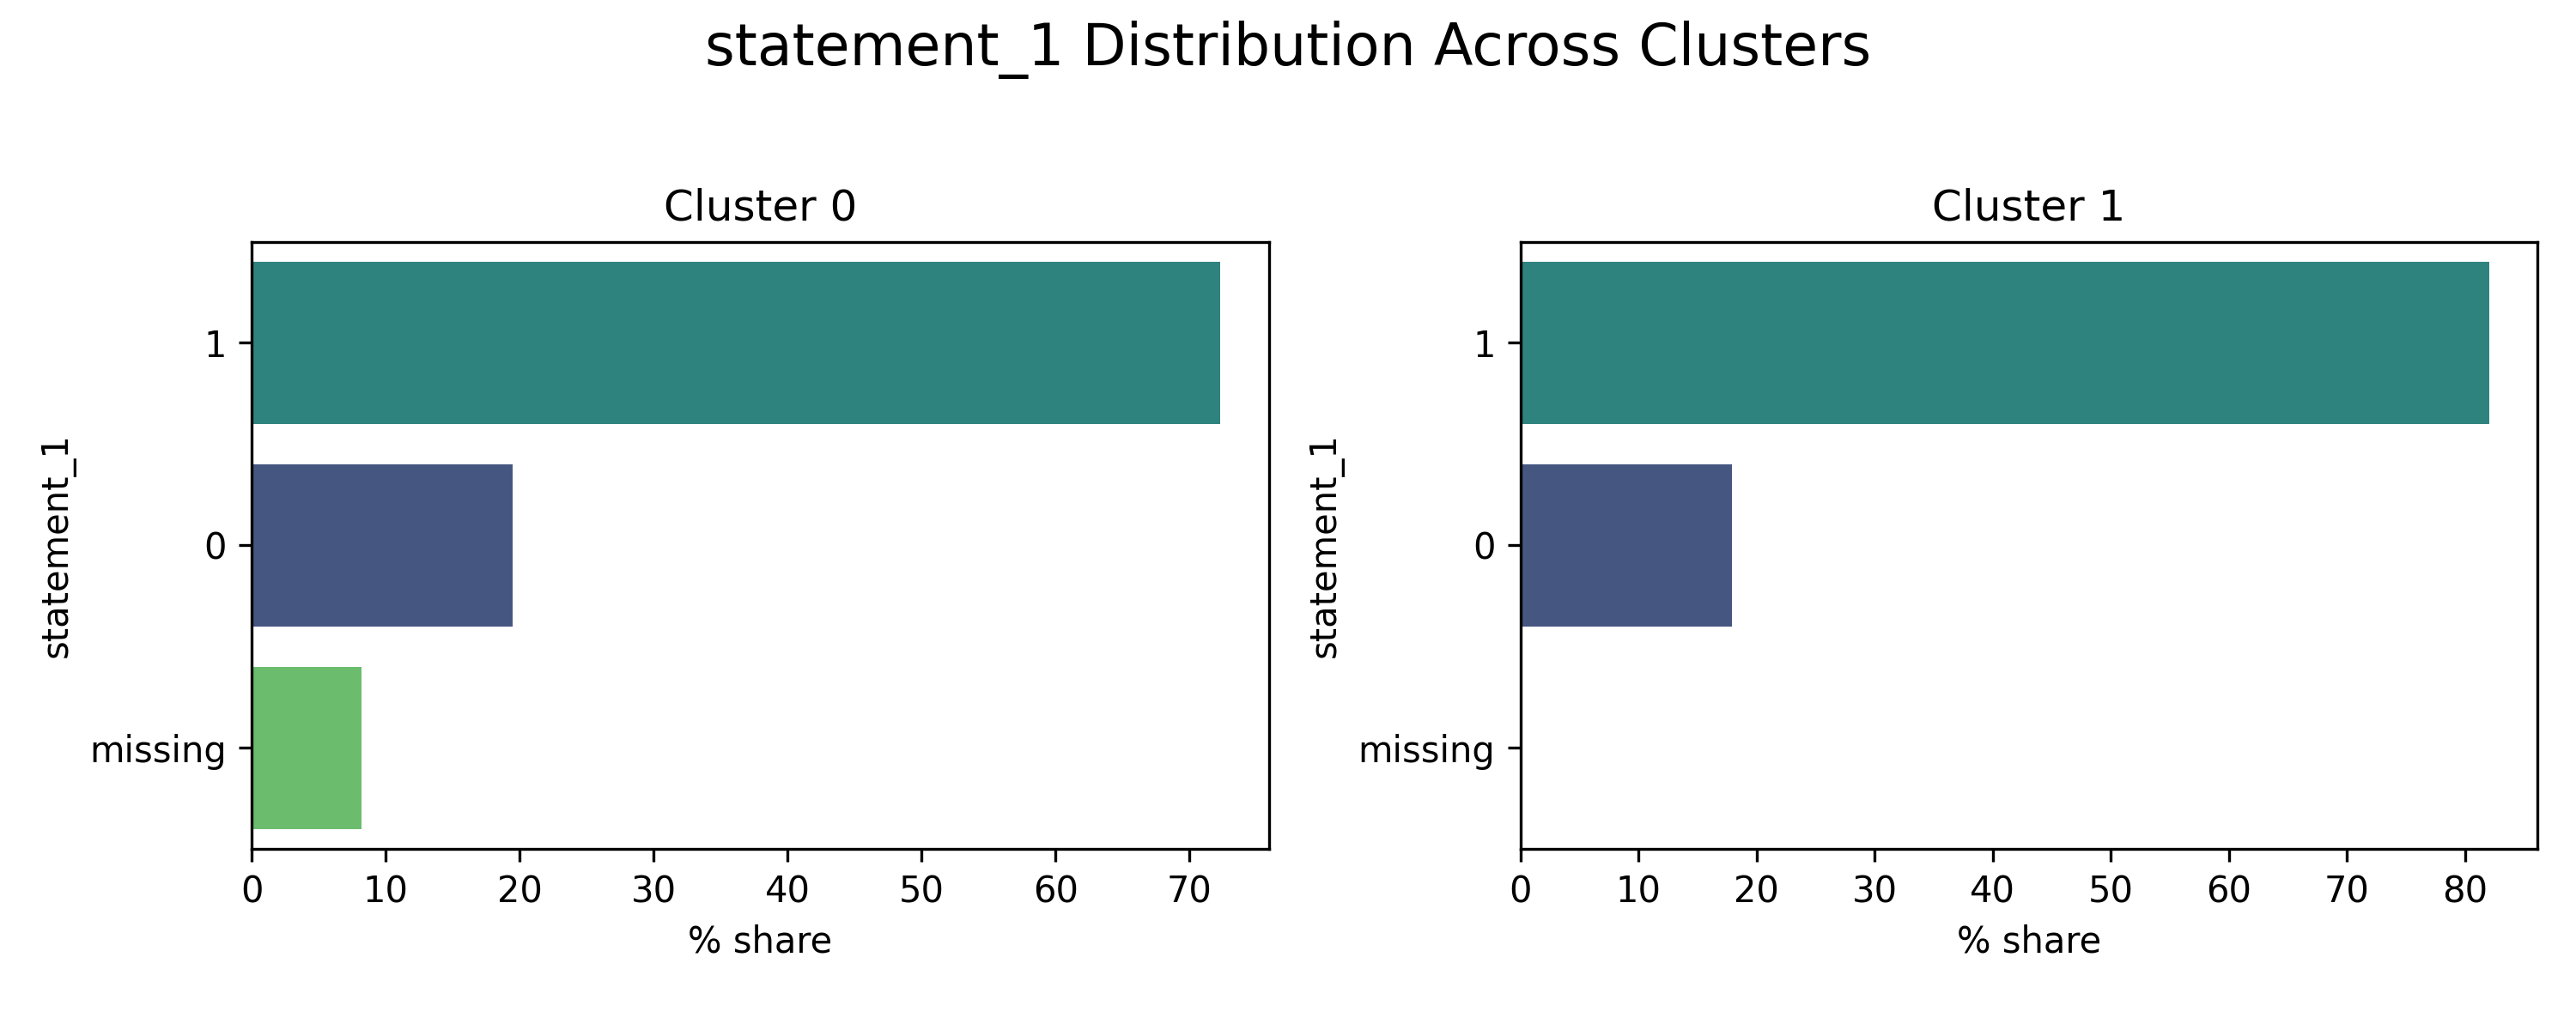 statement_1 Distribution Across Clusters
Cluster 0
statement_1
1
0
missing
0 10 20 30 40 50 60 70
% share
Cluster 1
statement_1
1
0
missing
0 10 20 30 40 50 60 70 80
% share